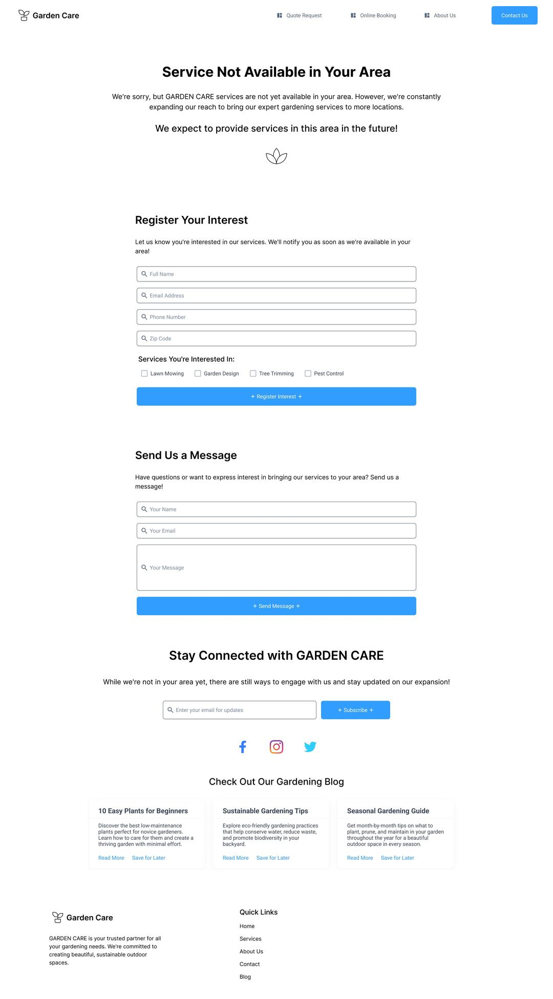 Garden Care
Quote Request
Online Booking
About Us
Contact Us
Service Not Available in Your Area
We're sorry, but GARDEN CARE services are not yet available in your area. However, we're constantly
expanding our reach to bring our expert gardening services to more locations.
We expect to provide services in this area in the future!
Register Your Interest
Let us know you're interested in our services. We'll notify you as soon as we're available in your
area!
Full Name
Email Address
Phone Number
Zip Code
Services You're Interested In:
Lawn Mowing
Garden Design
Tree Trimming
Pest Control
+ Register Interest +
Send Us a Message
Have questions or want to express interest in bringing our services to your area? Send us a
message!
Your Name
Your Email
Your Message
+ Send Message +
Stay Connected with GARDEN CARE
While we're not in your area yet, there are still ways to engage with us and stay updated on our expansion!
Enter your email for updates
+ Subscribe +
Check Out Our Gardening Blog
10 Easy Plants for Beginners
Discover the best low-maintenance
plants perfect for novice gardeners.
Learn how to care for them and create a
thriving garden with minimal effort.
Read More
Save for Later
Sustainable Gardening Tips
Explore eco-friendly gardening practices
that help conserve water, reduce waste,
and promote biodiversity in your
backyard.
Read More
Save for Later
Seasonal Gardening Guide
Get month-by-month tips on what to
plant, prune, and maintain in your garden
throughout the year for a beautiful
outdoor space in every season.
Read More
Save for Later
Garden Care
GARDEN CARE is your trusted partner for all
your gardening needs. We're committed to
creating beautiful, sustainable outdoor
spaces.
Quick Links
Home
Services
About Us
Contact
Blog